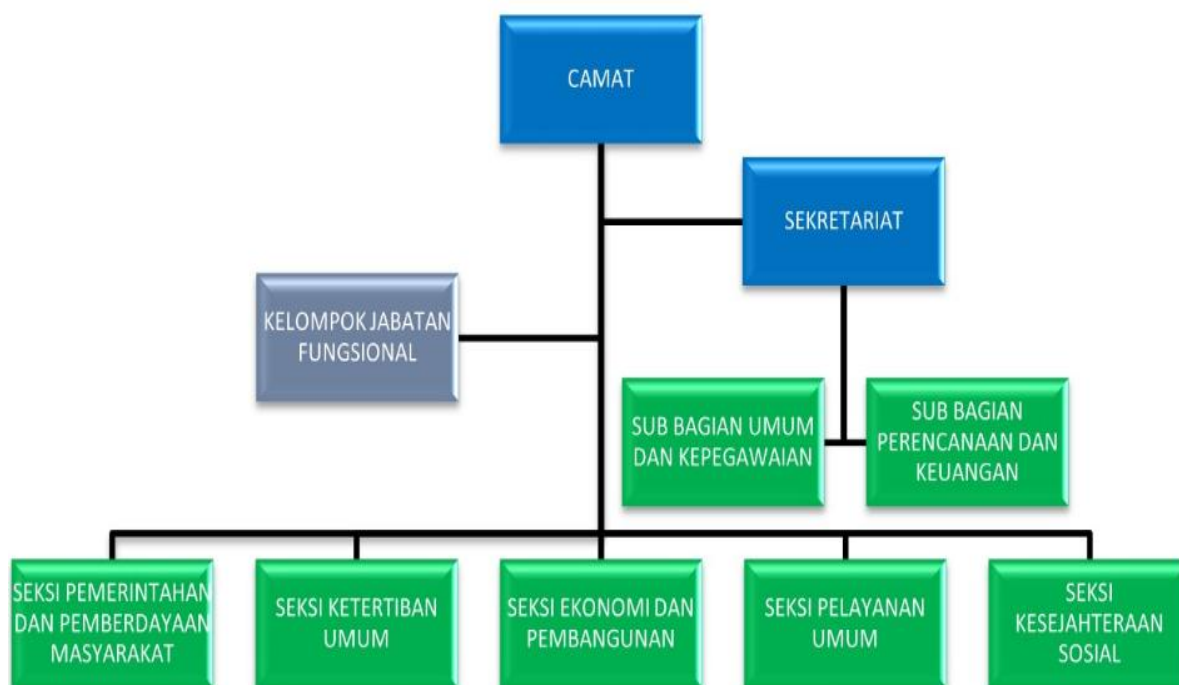 CAMAT
SEKRETARIAT
KELOMPOK JABATAN
FUNGSIONAL
SUB BAGIAN UMUM
DAN KEPEGAWAIAN
SUB BAGIAN
PERENCANAAN DAN
KEUANGAN
SEKSI PEMERINTAHAN
DAN PEMBERDAYAAN
MASYARAKAT
SEKSI KETERTIBAN
UMUM
SEKSI EKONOMI DAN
PEMBANGUNAN
SEKSI PELAYANAN
UMUM
SEKSI
KESEJAHTERAAN
SOSIAL